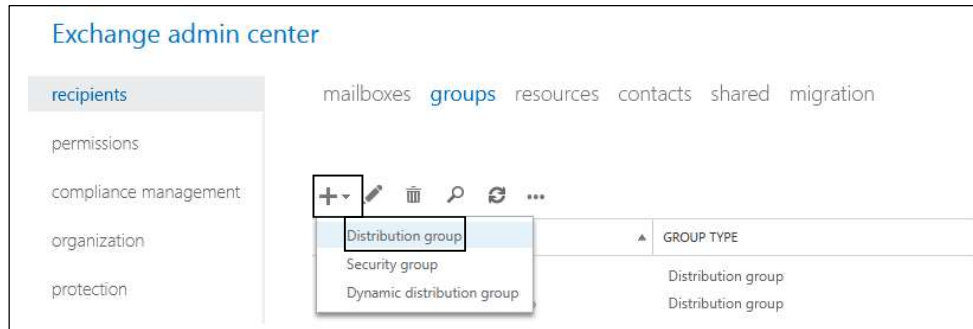 Exchange admin center
recipients
mailboxes groups resources contacts shared migration
permissions
compliance management
organization
Distribution group
GROUP TYPE
Security group
Distribution group
protection
Dynamic distribution group
Distribution group